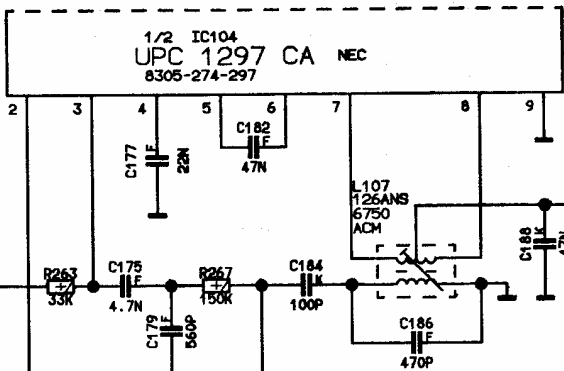 1/2 IC104
UPC 1297 CA NEC
8305-274-297
2 3 4 5 6 7 8 9
C177 F
22N
C182
F
47N
L107
126ANS
6750
ACM
C188 K
47N
R263
33K
C175
F
4.7N
R267
150K
C184
K
100P
C179 F
560P
C186
F
470P